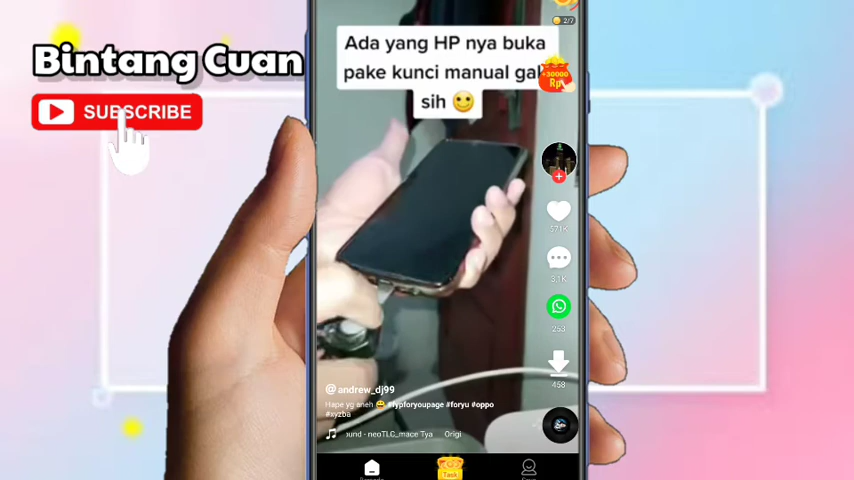 Bintang Cuan
SUBSCRIBE
2/7
Ada yang HP nya buka
pake kunci manual gak
sih
+30000
Rp
571K
3.1K
253
458
@andrew_dj99
Hape yg aneh #fypforyoupage #foryu #oppo
#xyzba
ound - neoTLC_mace Tya Origi
Task